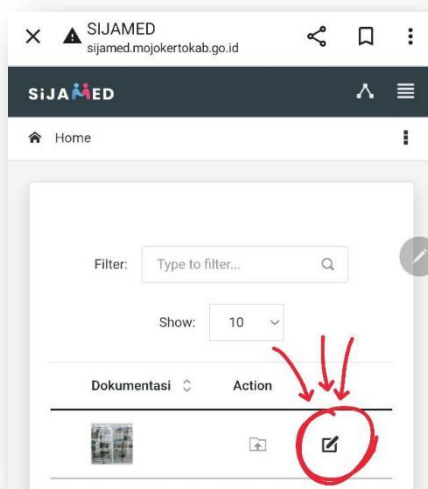 SIJAMED
sijamed.mojokertokab.go.id
SiJAMED
Home
Filter: Type to filter...
Show: 10
Dokumentasi Action